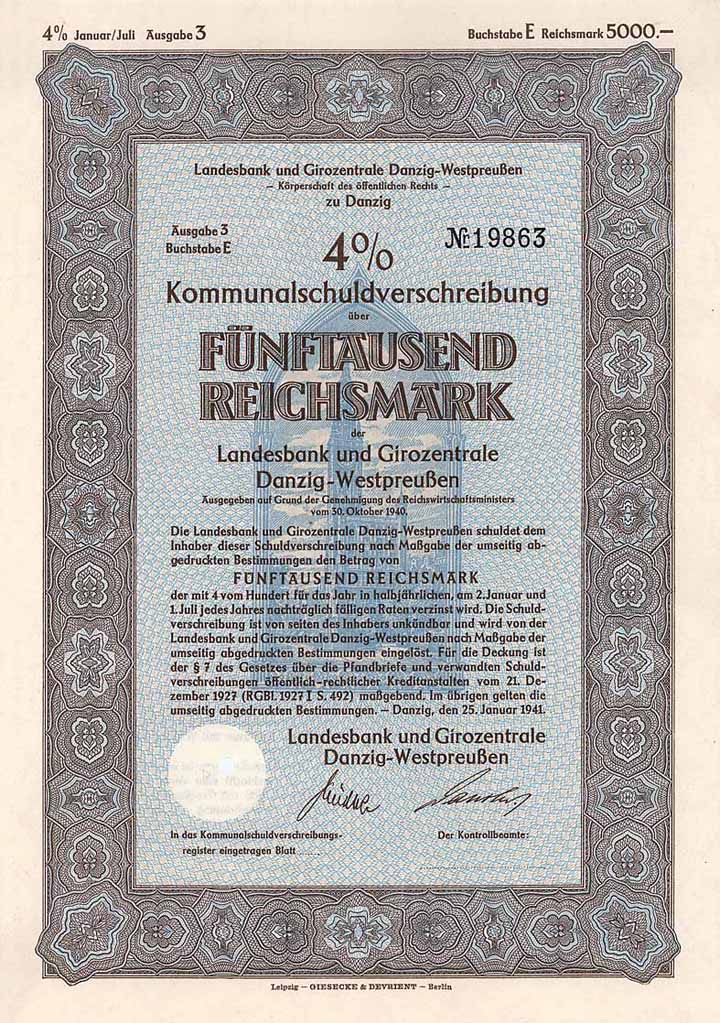 4% Januar/Juli Ausgabe 3
Buchstabe E Reichsmark 5000.—
Landesbank und Girozentrale Danzig-Westpreußen
– Körperschaft des öffentlichen Rechts –
zu Danzig
Ausgabe 3
Buchstabe E
№ 19863
4%
Kommunalschuldverschreibung
über
FÜNFTAUSEND
REICHSMARK
der
Landesbank und Girozentrale
Danzig-Westpreußen
Ausgegeben auf Grund der Genehmigung des Reichswirtschaftsministers
vom 30. Oktober 1940.
Die Landesbank und Girozentrale Danzig-Westpreußen schuldet dem
Inhaber dieser Schuldverschreibung nach Maßgabe der umseitig ab-
gedruckten Bestimmungen den Betrag von
FÜNFTAUSEND REICHSMARK
der mit 4 vom Hundert für das Jahr in halbjährlichen, am 2. Januar und
1. Juli jedes Jahres nachträglich fälligen Raten verzinst wird. Die Schuld-
verschreibung ist von seiten des Inhabers unkündbar und wird von der
Landesbank und Girozentrale Danzig-Westpreußen nach Maßgabe der
umseitig abgedruckten Bestimmungen eingelöst. Für die Deckung ist
der § 7 des Gesetzes über die Pfandbriefe und verwandten Schuld-
verschreibungen öffentlich-rechtlicher Kreditanstalten vom 21. De-
zember 1927 (RGBl. 1927 I S. 492) maßgebend. Im übrigen gelten die
umseitig abgedruckten Bestimmungen. – Danzig, den 25. Januar 1941.
Landesbank und Girozentrale
Danzig-Westpreußen
In das Kommunalschuldverschreibungs-
register eingetragen Blatt ......
Der Kontrollbeamte:
Leipzig – GIESECKE & DEVRIENT – Berlin